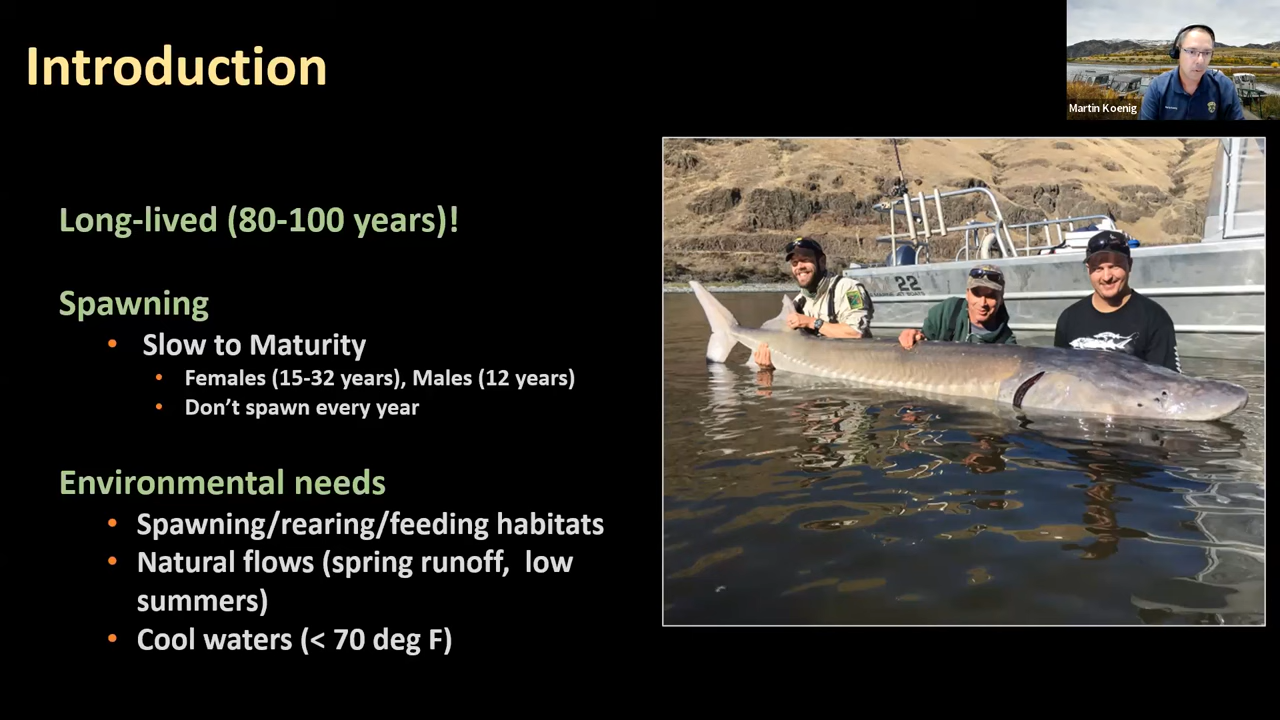 Introduction
Martin Koenig
Long-lived (80-100 years)!
Spawning
• Slow to Maturity
• Females (15-32 years), Males (12 years)
• Don't spawn every year
Environmental needs
• Spawning/rearing/feeding habitats
• Natural flows (spring runoff, low
summers)
• Cool waters (< 70 deg F)
22